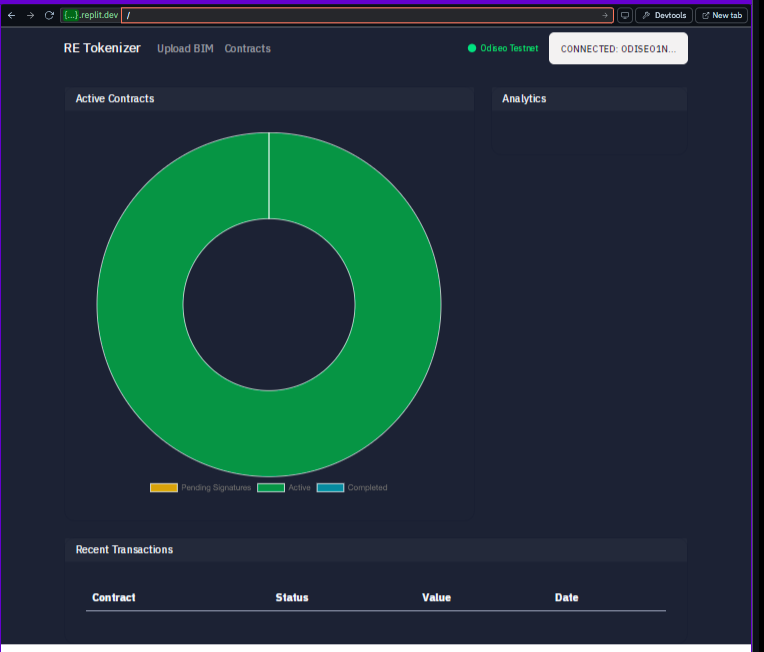 {...}.replit.dev / Devtools New tab
RE Tokenizer Upload BIM Contracts Odiseo Testnet CONNECTED: ODISEO1N...
Active Contracts
Analytics
Pending Signatures Active Completed
Recent Transactions
Contract Status Value Date